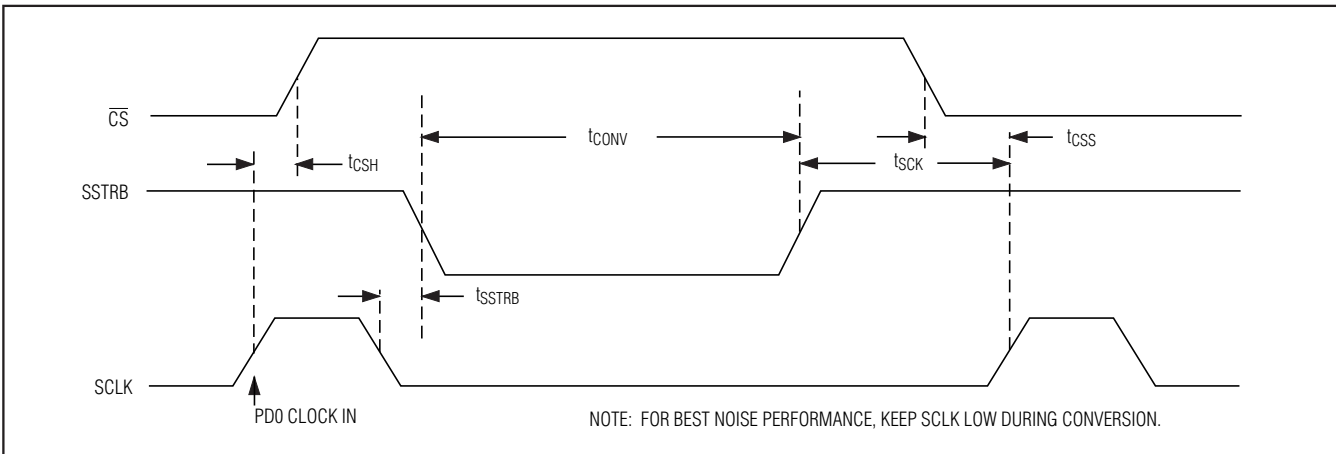 CS
tCONV
tCSS
tCSH
tSCK
SSTRB
tSSTRB
SCLK
PD0 CLOCK IN
NOTE: FOR BEST NOISE PERFORMANCE, KEEP SCLK LOW DURING CONVERSION.